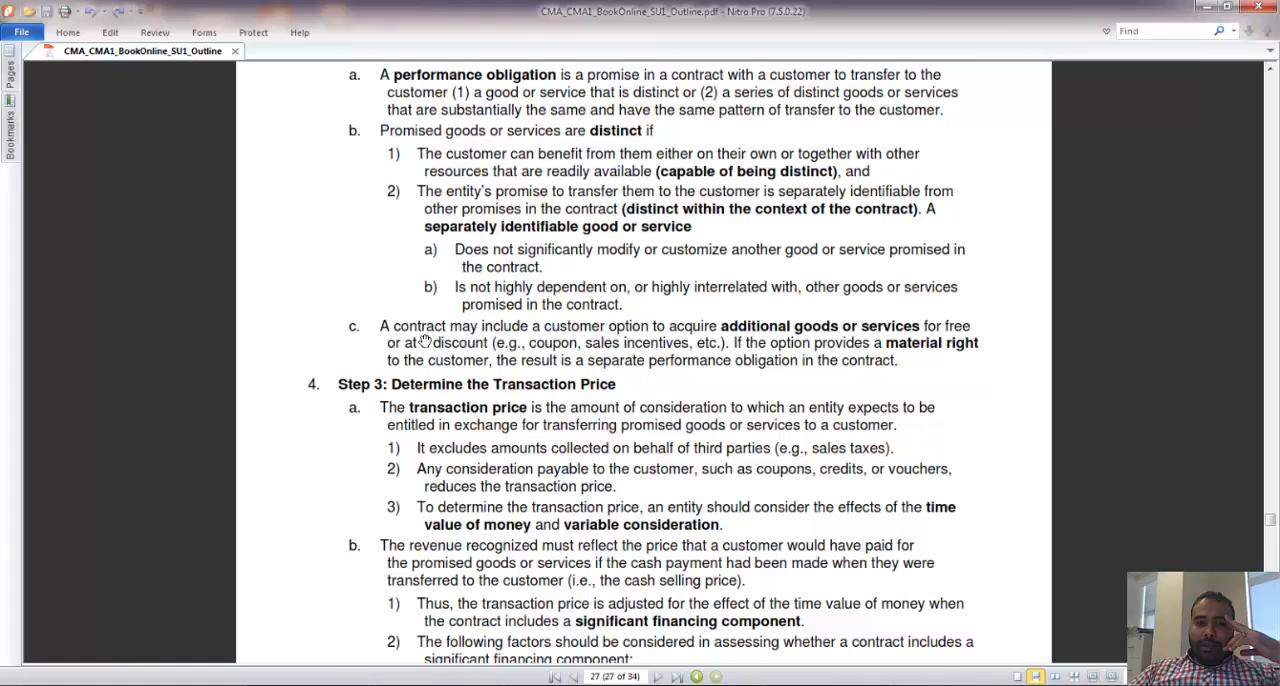 CMA_CMA1_BookOnline_SU1_Outline.pdf - Nitro Pro (7.5.0.22)
File Home Edit Review Forms Protect Help Find
CMA_CMA1_BookOnline_SU1_Outline
Pages
Bookmarks
a. A performance obligation is a promise in a contract with a customer to transfer to the
customer (1) a good or service that is distinct or (2) a series of distinct goods or services
that are substantially the same and have the same pattern of transfer to the customer.
b. Promised goods or services are distinct if
1) The customer can benefit from them either on their own or together with other
resources that are readily available (capable of being distinct), and
2) The entity's promise to transfer them to the customer is separately identifiable from
other promises in the contract (distinct within the context of the contract). A
separately identifiable good or service
a) Does not significantly modify or customize another good or service promised in
the contract.
b) Is not highly dependent on, or highly interrelated with, other goods or services
promised in the contract.
c. A contract may include a customer option to acquire additional goods or services for free
or at discount (e.g., coupon, sales incentives, etc.). If the option provides a material right
to the customer, the result is a separate performance obligation in the contract.
4. Step 3: Determine the Transaction Price
a. The transaction price is the amount of consideration to which an entity expects to be
entitled in exchange for transferring promised goods or services to a customer.
1) It excludes amounts collected on behalf of third parties (e.g., sales taxes).
2) Any consideration payable to the customer, such as coupons, credits, or vouchers,
reduces the transaction price.
3) To determine the transaction price, an entity should consider the effects of the time
value of money and variable consideration.
b. The revenue recognized must reflect the price that a customer would have paid for
the promised goods or services if the cash payment had been made when they were
transferred to the customer (i.e., the cash selling price).
1) Thus, the transaction price is adjusted for the effect of the time value of money when
the contract includes a significant financing component.
2) The following factors should be considered in assessing whether a contract includes a
significant financing component:
27 (27 of 34)